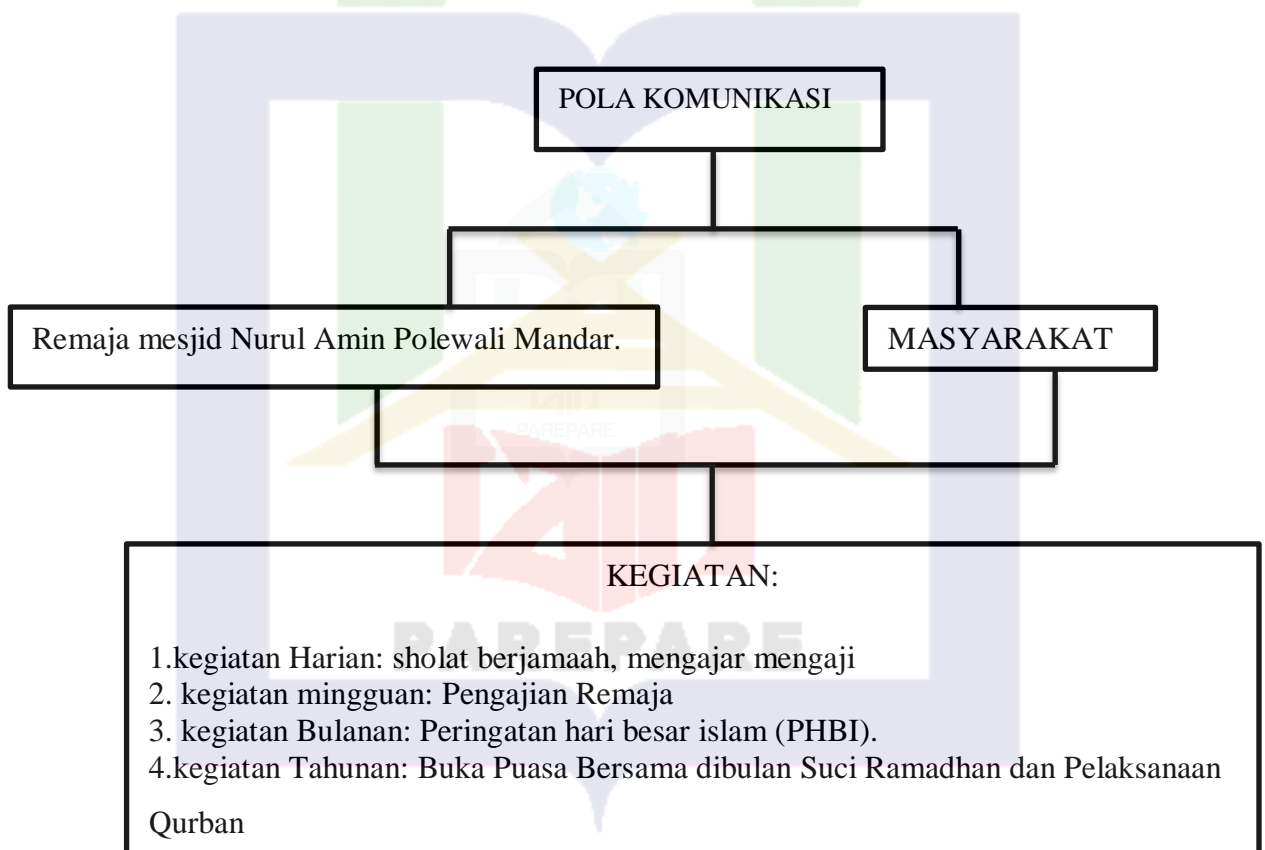 POLA KOMUNIKASI
Remaja mesjid Nurul Amin Polewali Mandar.
MASYARAKAT
PAREPARE
KEGIATAN:
PAREPARE
1.kegiatan Harian: sholat berjamaah, mengajar mengaji
2. kegiatan mingguan: Pengajian Remaja
3. kegiatan Bulanan: Peringatan hari besar islam (PHBI).
4.kegiatan Tahunan: Buka Puasa Bersama dibulan Suci Ramadhan dan Pelaksanaan
Qurban